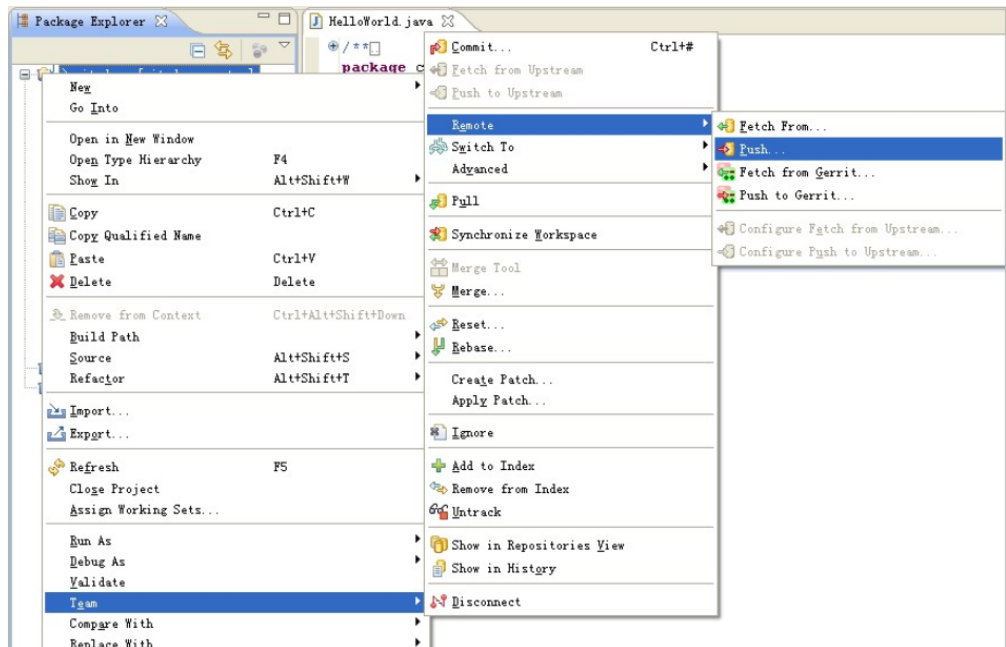 Package Explorer
HelloWorld.java
/**
package c
New
Go Into
Open in New Window
Open Type Hierarchy F4
Show In Alt+Shift+W
Copy Ctrl+C
Copy Qualified Name
Paste Ctrl+V
Delete Delete
Remove from Context Ctrl+Alt+Shift+Down
Build Path
Source Alt+Shift+S
Refactor Alt+Shift+T
Import...
Export...
Refresh F5
Close Project
Assign Working Sets...
Run As
Debug As
Validate
Team
Compare With
Replace With
Commit... Ctrl+#
Fetch from Upstream
Push to Upstream
Remote
Switch To
Advanced
Pull
Synchronize Workspace
Merge Tool
Merge...
Reset...
Rebase...
Create Patch...
Apply Patch...
Ignore
Add to Index
Remove from Index
Untrack
Show in Repositories View
Show in History
Disconnect
Fetch From...
Push...
Fetch from Gerrit...
Push to Gerrit...
Configure Fetch from Upstream...
Configure Push to Upstream...